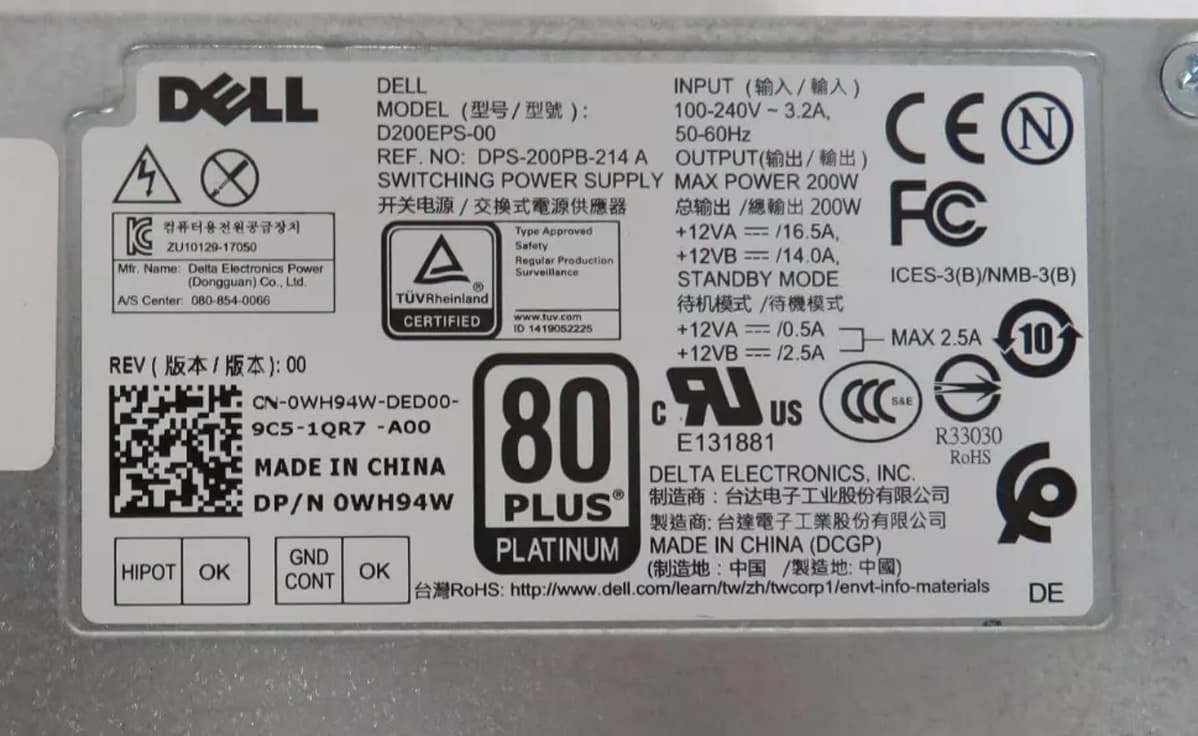 DELL
DELL
MODEL (型号/型號):
D200EPS-00
REF. NO: DPS-200PB-214 A
SWITCHING POWER SUPPLY
开关电源 / 交換式電源供應器
컴퓨터용전원공급장치
ZU10129-17050
Mfr. Name: Delta Electronics Power
(Dongguan) Co., Ltd.
A/S Center: 080-854-0066
TÜVRheinland®
CERTIFIED
Type Approved
Safety
Regular Production
Surveillance
www.tuv.com
ID 1419052225
INPUT (输入/輸入)
100-240V ~ 3.2A,
50-60Hz
OUTPUT(输出/輸出)
MAX POWER 200W
总输出 /總輸出 200W
+12VA ⎓ /16.5A,
+12VB ⎓ /14.0A,
STANDBY MODE
待机模式 /待機模式
+12VA ⎓ /0.5A
+12VB ⎓ /2.5A
MAX 2.5A
CE N
FC
ICES-3(B)/NMB-3(B)
10
REV (版本/版本): 00
CN-0WH94W-DED00-
9C5-1QR7 -A00
MADE IN CHINA
DP/N 0WH94W
HIPOT OK
GND
CONT OK
80
PLUS®
PLATINUM
C RU US
E131881
CCC S&E
R33030
RoHS
DELTA ELECTRONICS, INC.
制造商：台达电子工业股份有限公司
製造商: 台達電子工業股份有限公司
MADE IN CHINA (DCGP)
(制造地：中国 /製造地: 中國)
台灣RoHS: http://www.dell.com/learn/tw/zh/twcorp1/envt-info-materials
DE